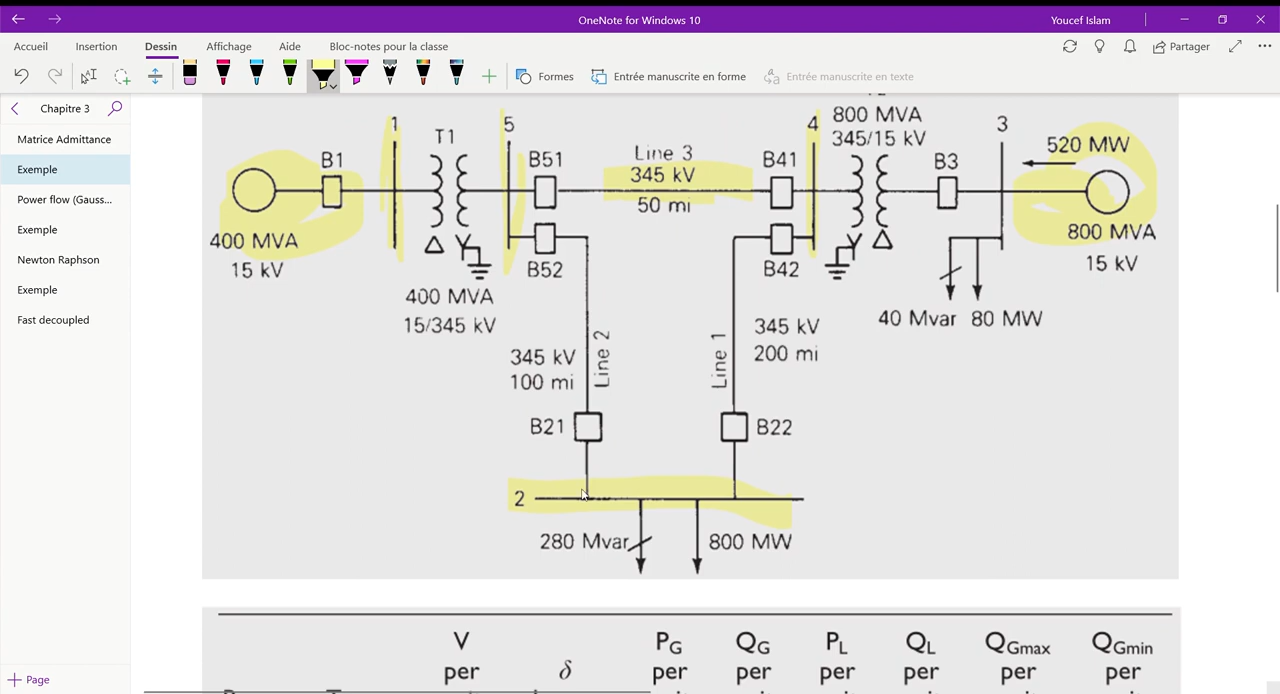 OneNote for Windows 10
Youcef Islam
Accueil
Insertion
Dessin
Affichage
Aide
Bloc-notes pour la classe
Partager
Formes
Entrée manuscrite en forme
Entrée manuscrite en texte
Chapitre 3
Matrice Admittance
Exemple
Power flow (Gauss...
Exemple
Newton Raphson
Exemple
Fast decoupled
Page
1
T1
5
B1
B51
Line 3
345 kV
50 mi
B41
4
800 MVA
345/15 kV
B3
3
520 MW
400 MVA
15 kV
B52
B42
800 MVA
15 kV
400 MVA
15/345 kV
40 Mvar 80 MW
345 kV
100 mi
Line 2
Line 1
345 kV
200 mi
B21
B22
2
280 Mvar
800 MW
V
per
δ
PG
per
QG
per
PL
per
QL
per
QGmax
per
QGmin
per